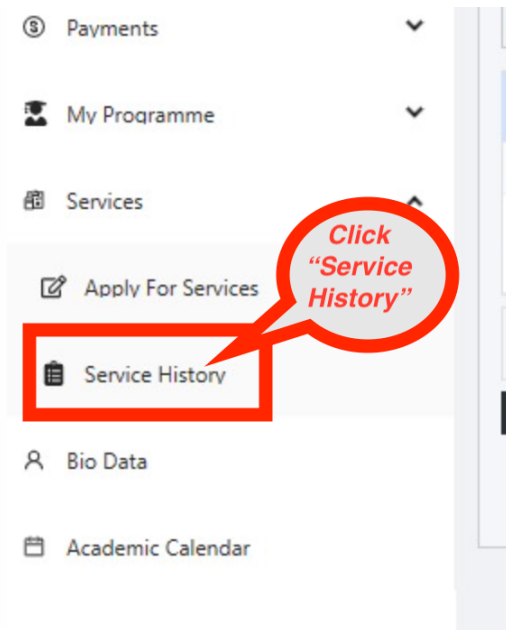 Payments
My Programme
Services
Click
“Service
History”
Apply For Services
Service History
Bio Data
Academic Calendar